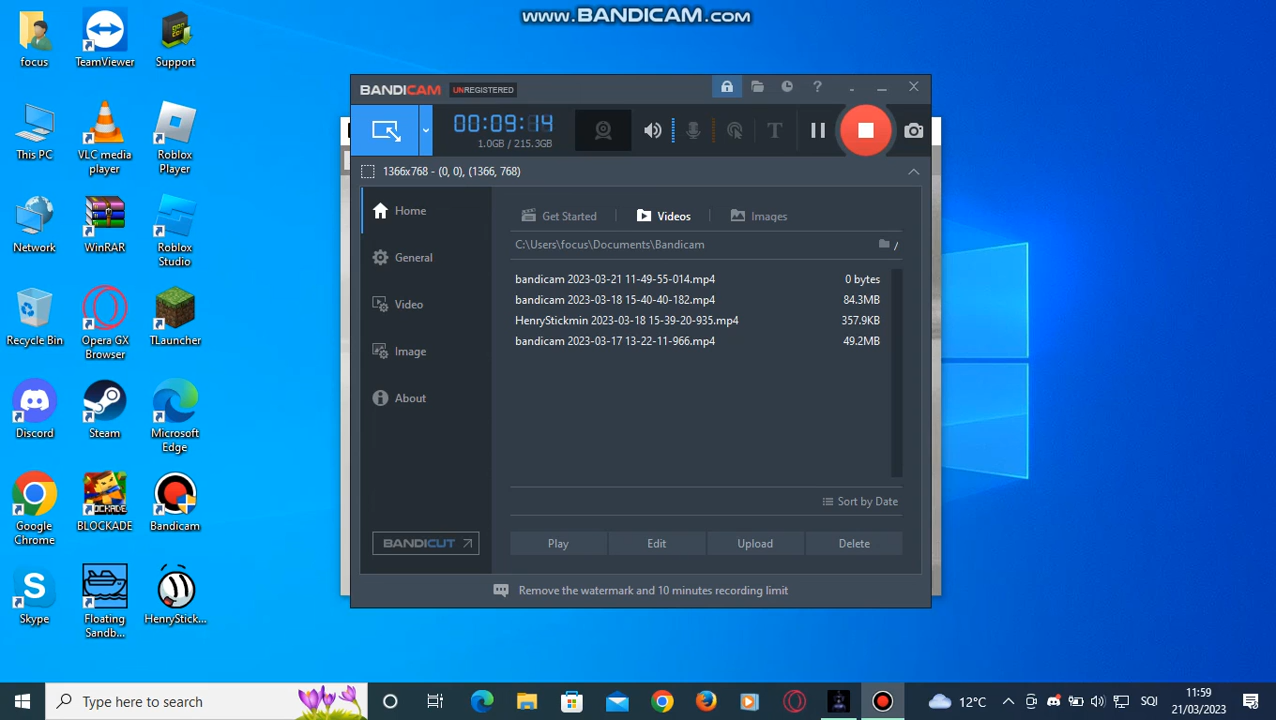 www.BANDICAM.com
focus
TeamViewer
Support
This PC
VLC media player
Roblox Player
Network
WinRAR
Roblox Studio
Recycle Bin
Opera GX Browser
TLauncher
Discord
Steam
Microsoft Edge
Google Chrome
BLOCKADE
Bandicam
Skype
Floating Sandb...
HenryStick...
BANDICAM UNREGISTERED
00:09:14
1.0GB / 215.3GB
1366x768 - (0, 0), (1366, 768)
Home
General
Video
Image
About
BANDICUT
Get Started
Videos
Images
C:\Users\focus\Documents\Bandicam
bandicam 2023-03-21 11-49-55-014.mp4 0 bytes
bandicam 2023-03-18 15-40-40-182.mp4 84.3MB
HenryStickmin 2023-03-18 15-39-20-935.mp4 357.9KB
bandicam 2023-03-17 13-22-11-966.mp4 49.2MB
Sort by Date
Play
Edit
Upload
Delete
Remove the watermark and 10 minutes recording limit
Type here to search
12°C
SQI
11:59
21/03/2023